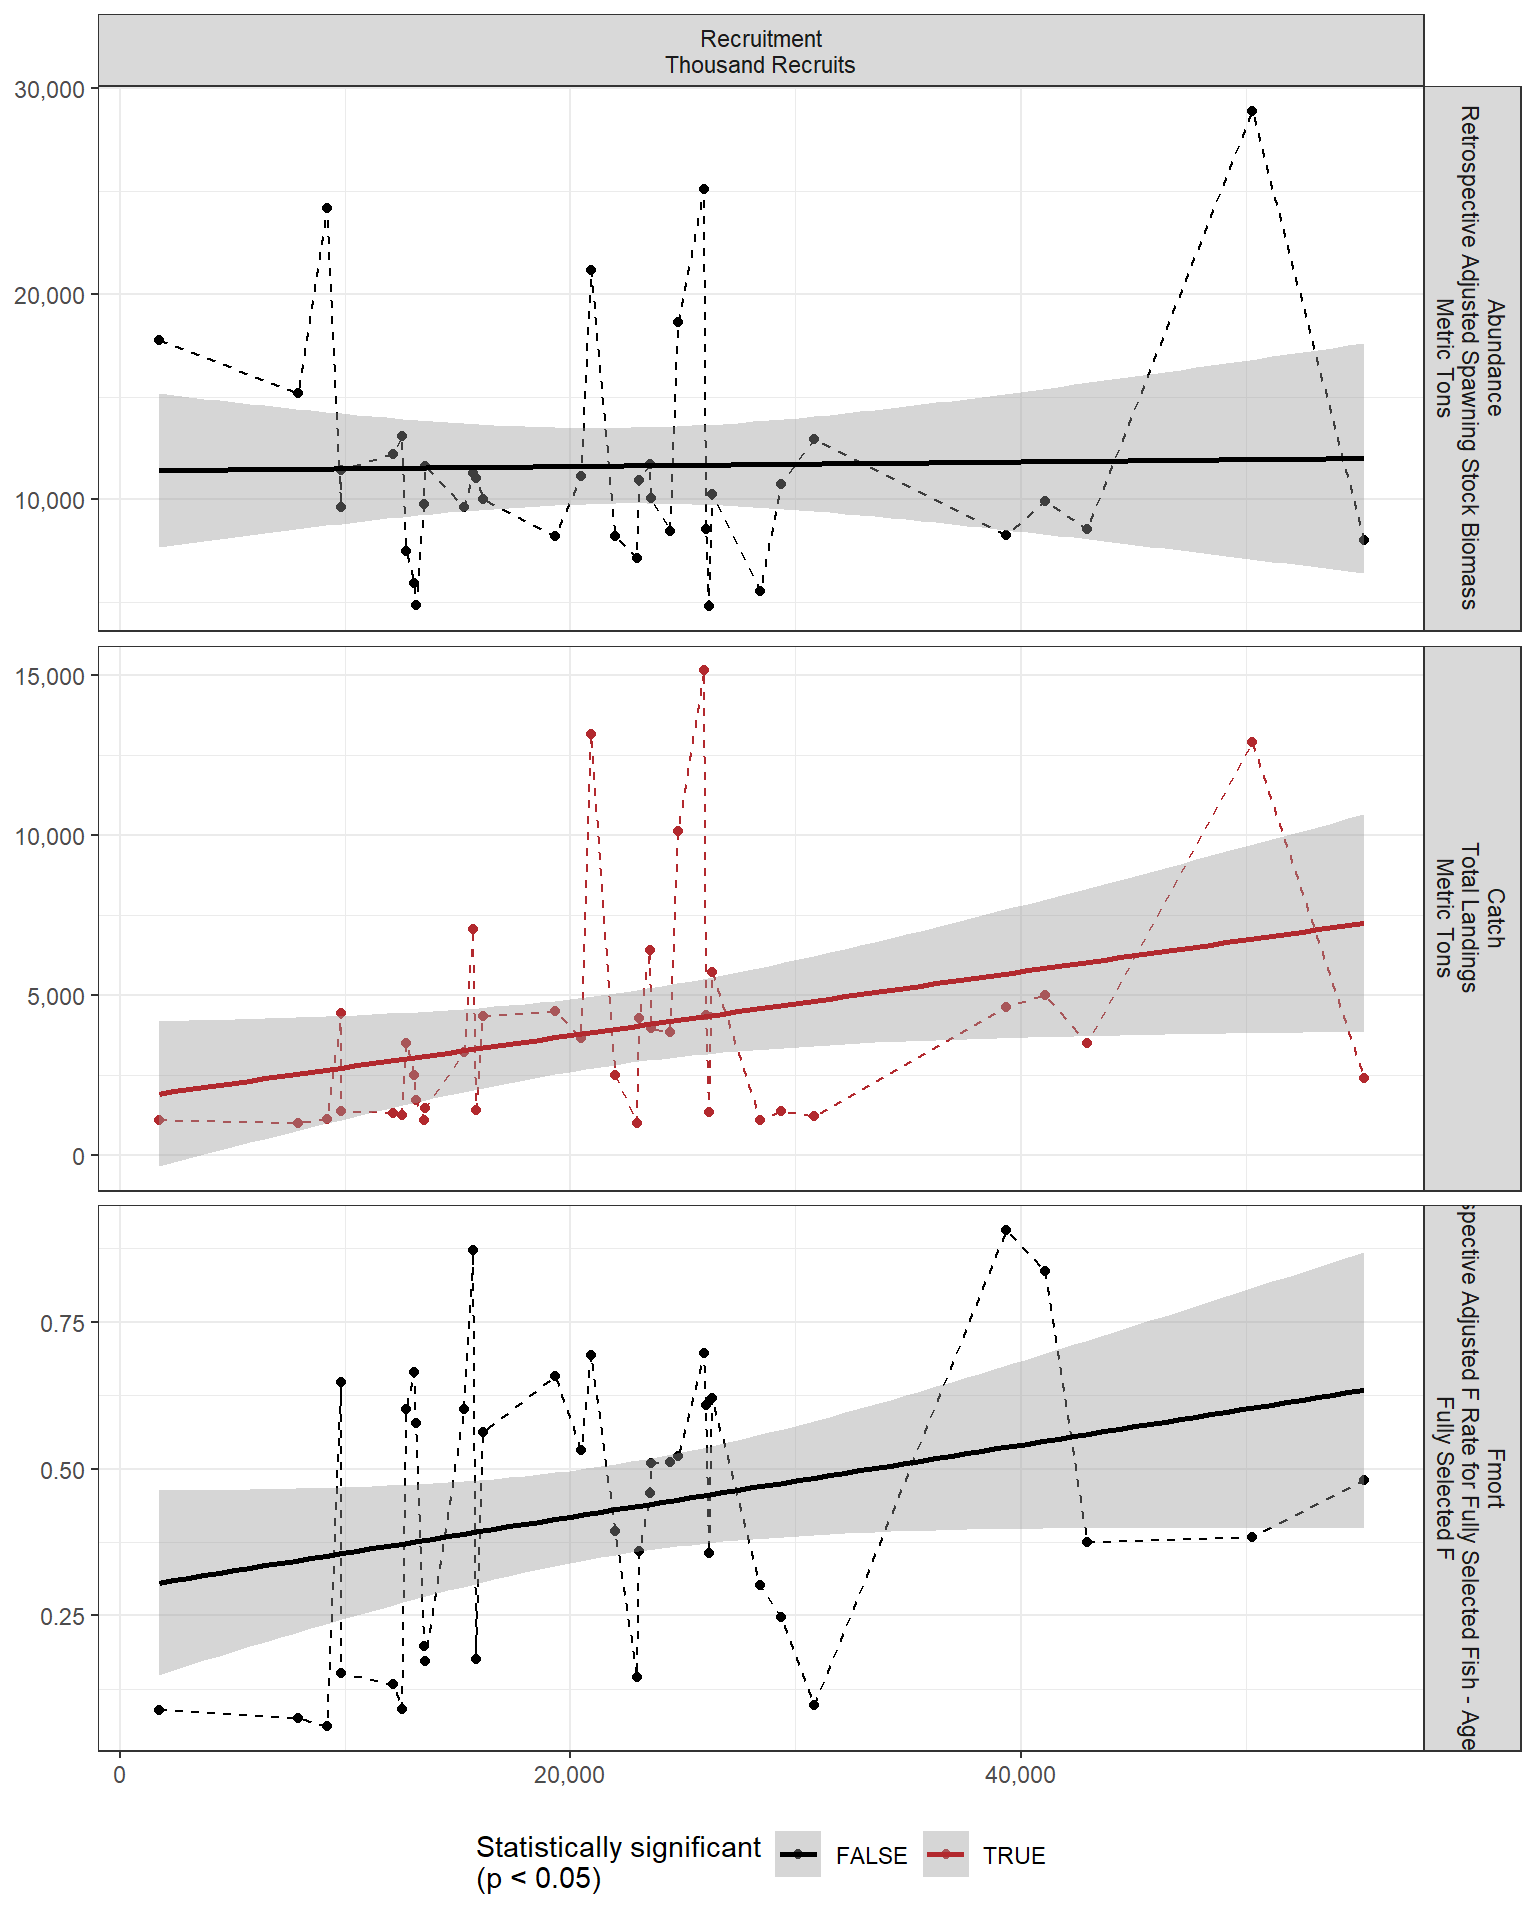 Recruitment
Thousand Recruits
30,000
20,000
10,000
Abundance
Retrospective Adjusted Spawning Stock Biomass
Metric Tons
15,000
10,000
5,000
0
Catch
Total Landings
Metric Tons
0.75
0.50
0.25
Fmort
spective Adjusted F Rate for Fully Selected Fish - Age
Fully Selected F
0
20,000
40,000
Statistically significant
(p < 0.05)
FALSE
TRUE